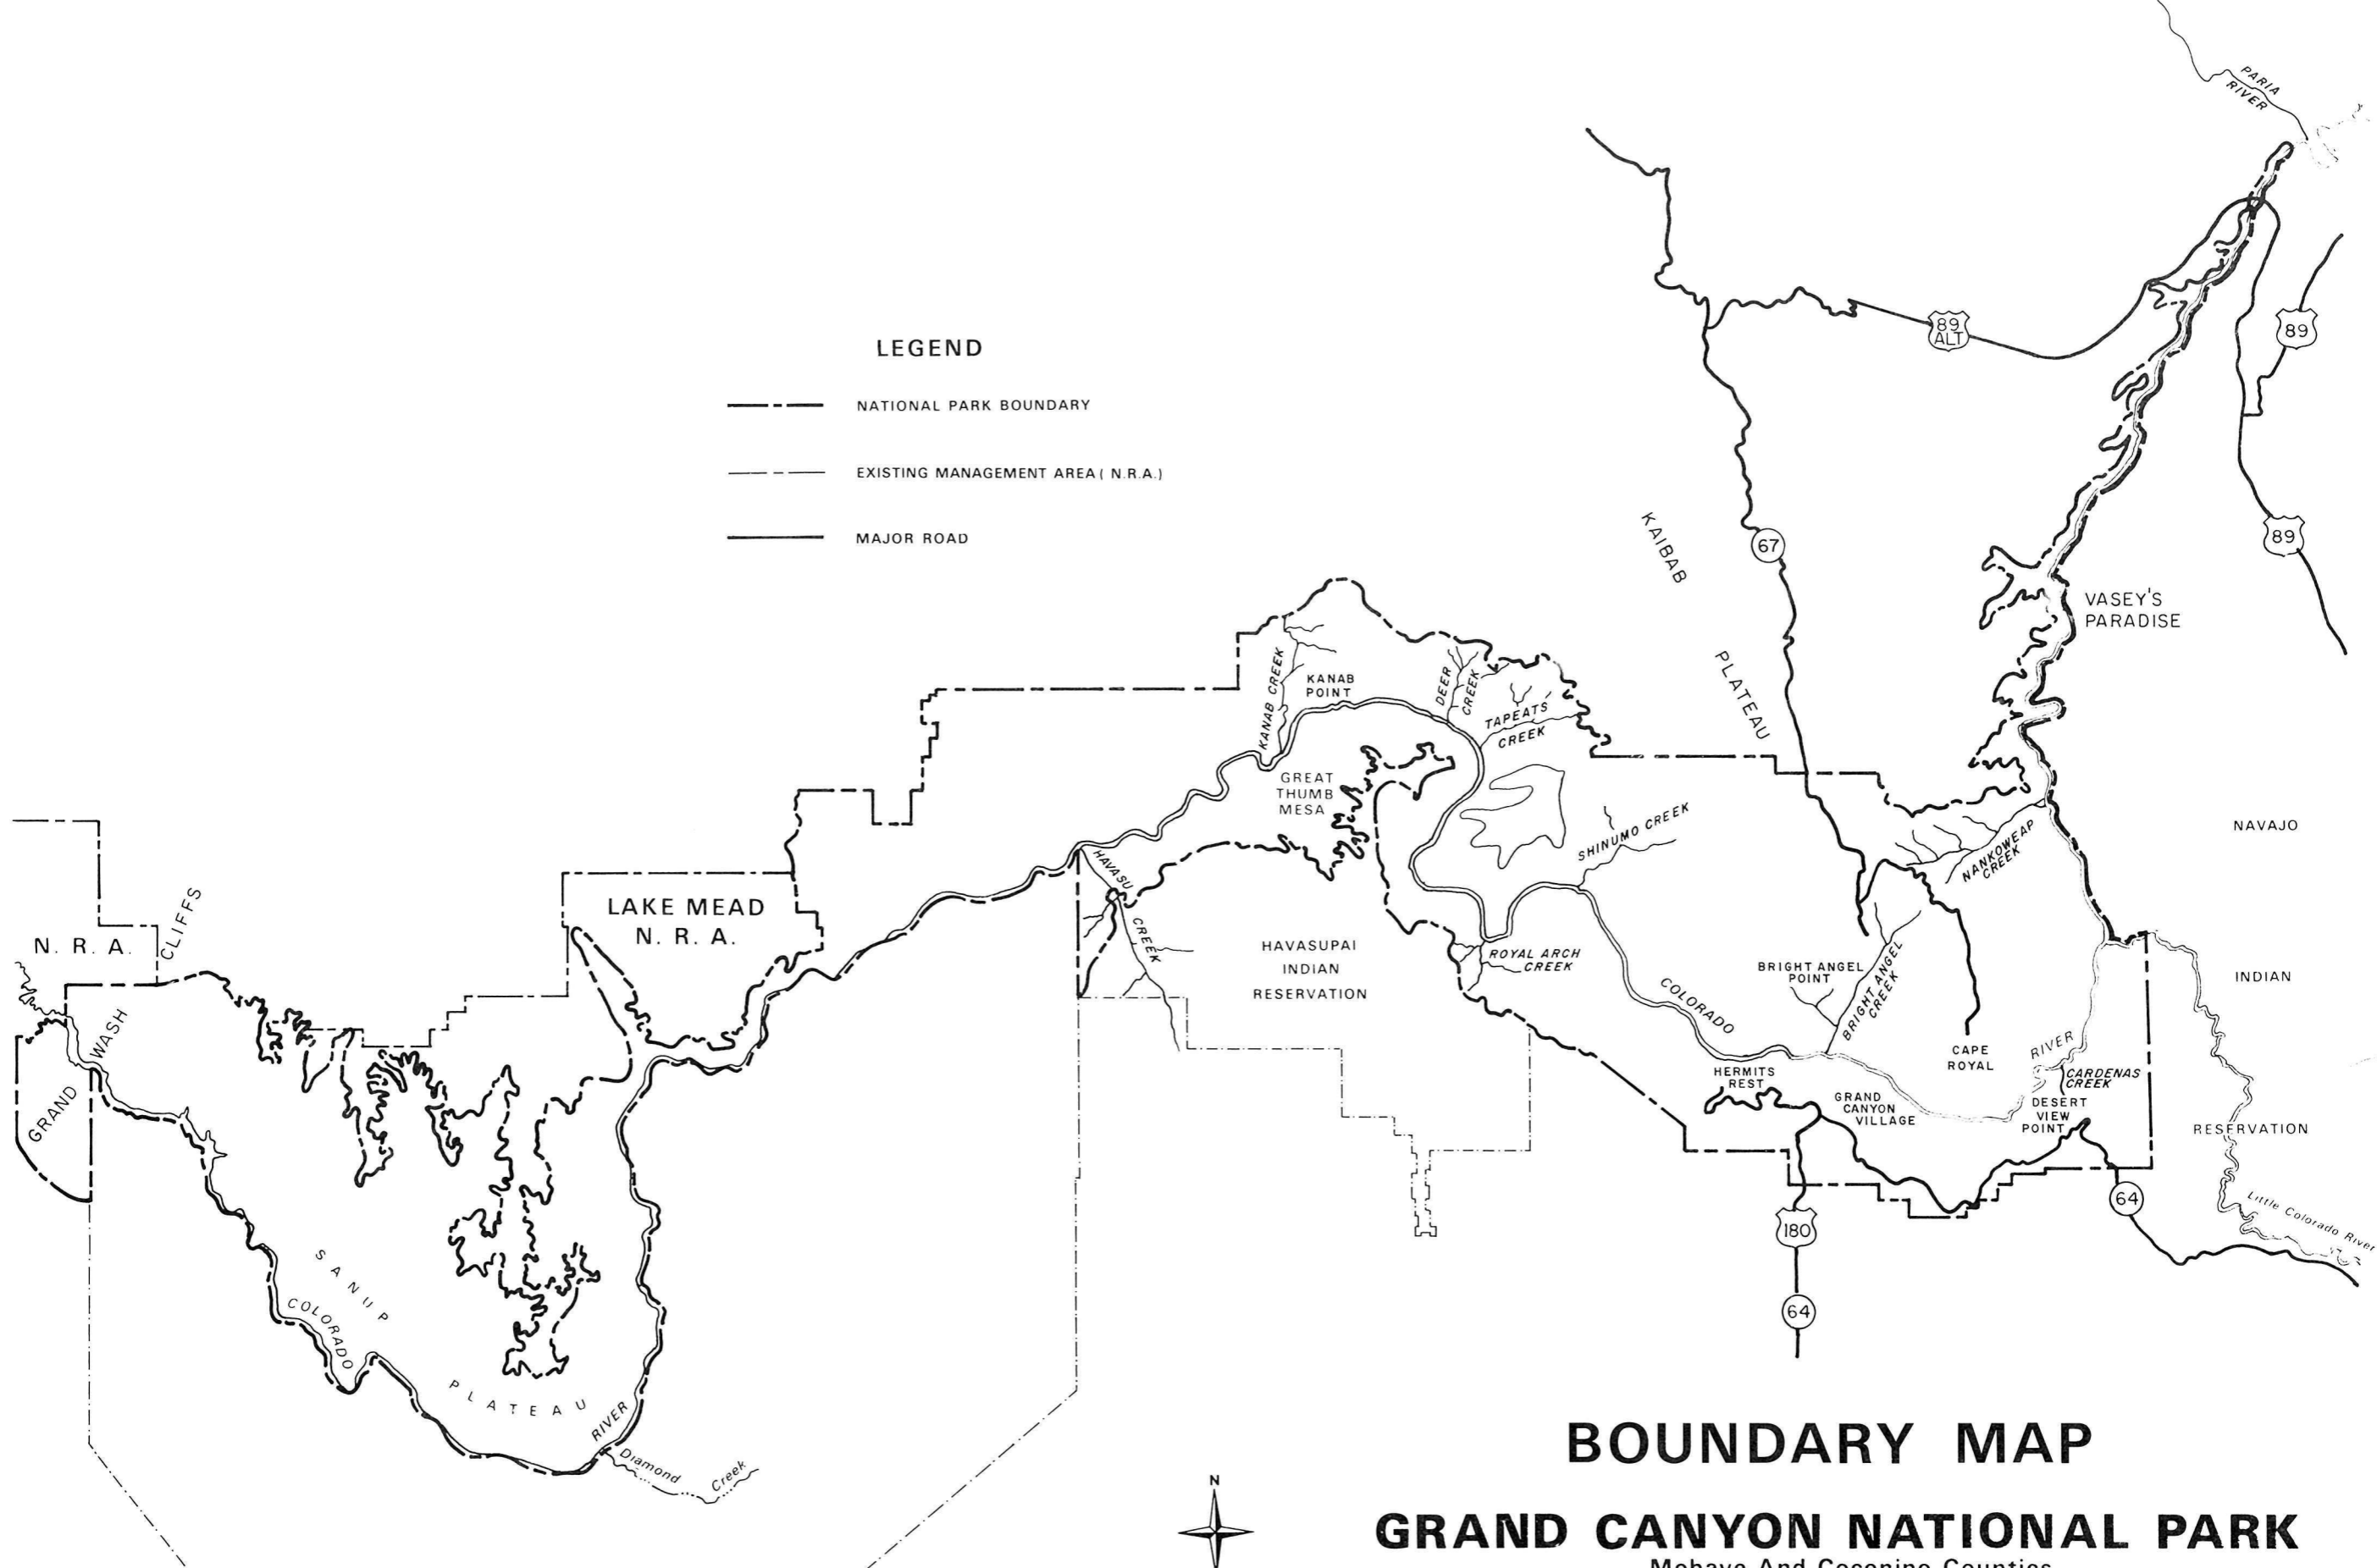 PARIA
RIVER
LEGEND
NATIONAL PARK BOUNDARY
EXISTING MANAGEMENT AREA ( N.R.A.)
MAJOR ROAD
89
ALT
89
89
67
KAIBAB
PLATEAU
VASEY'S
PARADISE
KANAB CREEK
KANAB
POINT
DEER
CREEK
TAPEATS
CREEK
GREAT
THUMB
MESA
SHINUMO CREEK
NANKOWEAP
CREEK
NAVAJO
INDIAN
RESERVATION
HAVASU
CREEK
LAKE MEAD
N. R. A.
N. R. A.
CLIFFS
WASH
GRAND
HAVASUPAI
INDIAN
RESERVATION
ROYAL ARCH
CREEK
BRIGHT ANGEL
POINT
BRIGHT ANGEL
CREEK
COLORADO
RIVER
CAPE
ROYAL
CARDENAS
CREEK
HERMITS
REST
GRAND
CANYON
VILLAGE
DESERT
VIEW
POINT
64
180
64
Little Colorado River
SANUP
PLATEAU
COLORADO
RIVER
Diamond Creek
N
BOUNDARY MAP
GRAND CANYON NATIONAL PARK
Mohave And Coconino Counties